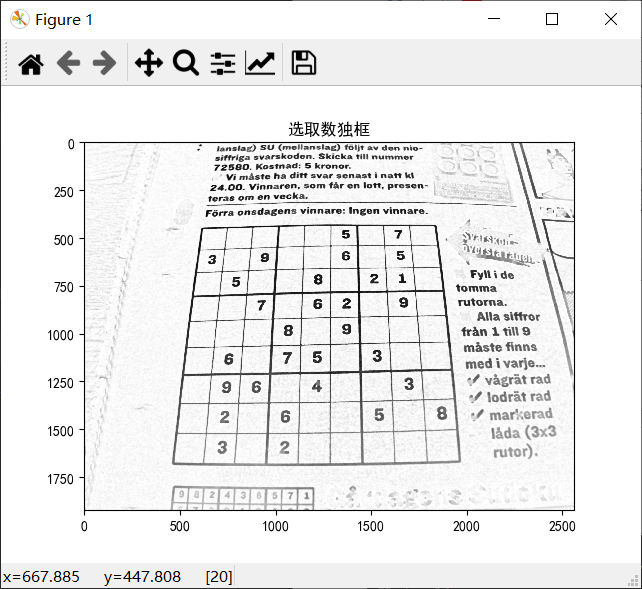 Figure 1
选取数独框
0
250
500
750
1000
1250
1500
1750
0 500 1000 1500 2000 2500
lanslag) SU (mellanslag) följt av den nio-
siffriga svarskoden. Skicka till nummer
72580. Kostnad: 5 kronor.
Vi måste ha ditt svar senast i natt kl
24.00. Vinnaren, som får en lott, presen-
teras om en vecka.
Förra onsdagens vinnare: Ingen vinnare.
5 7
3 9 6 5
5 8 2 1
7 6 2 9
8 9
6 7 5 3
9 6 4 3
2 6 5 8
3 2
9 8 2 4 3 6 5 7 1
Fyll i de
tomma
rutorna.
Alla siffror
från 1 till 9
måste finns
med i varje...
vågrät rad
lodrät rad
markerad
låda (3x3
rutor).
x=667.885 y=447.808 [20]